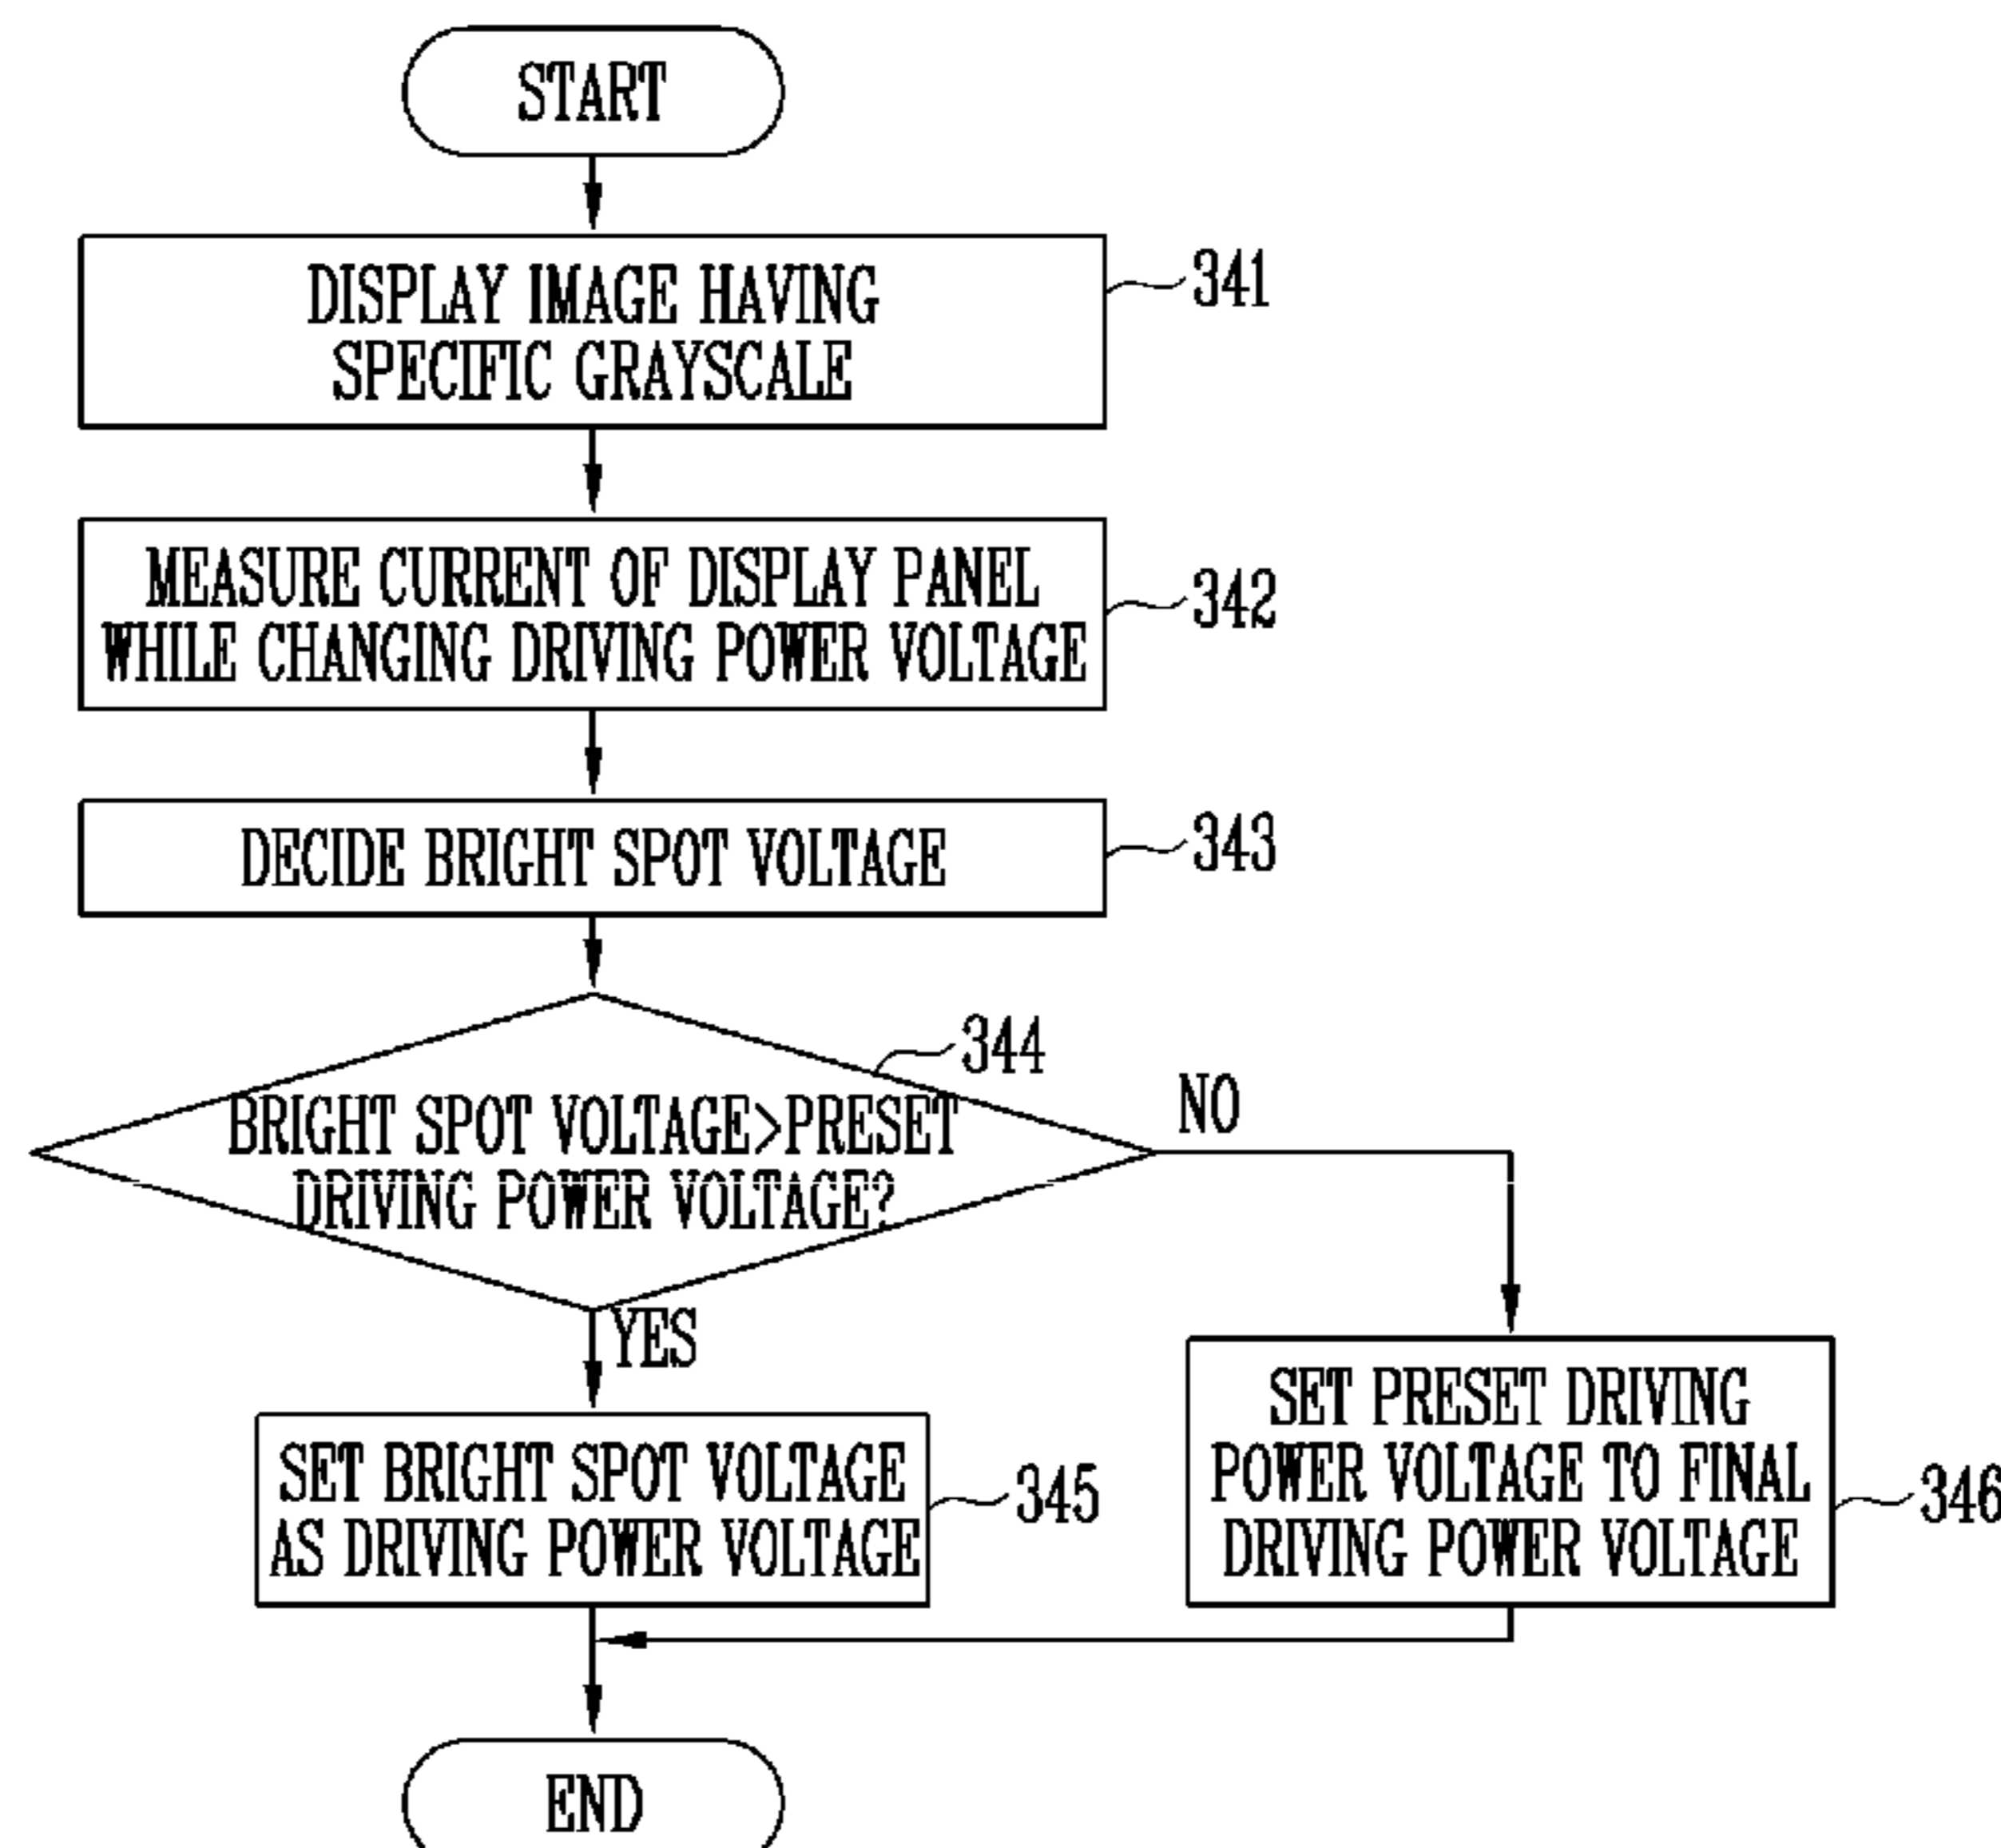 START
DISPLAY IMAGE HAVING
SPECIFIC GRAYSCALE
341
MEASURE CURRENT OF DISPLAY PANEL
WHILE CHANGING DRIVING POWER VOLTAGE
342
DECIDE BRIGHT SPOT VOLTAGE
343
344
BRIGHT SPOT VOLTAGE>PRESET
DRIVING POWER VOLTAGE?
NO
YES
SET BRIGHT SPOT VOLTAGE
AS DRIVING POWER VOLTAGE
345
SET PRESET DRIVING
POWER VOLTAGE TO FINAL
DRIVING POWER VOLTAGE
346
END